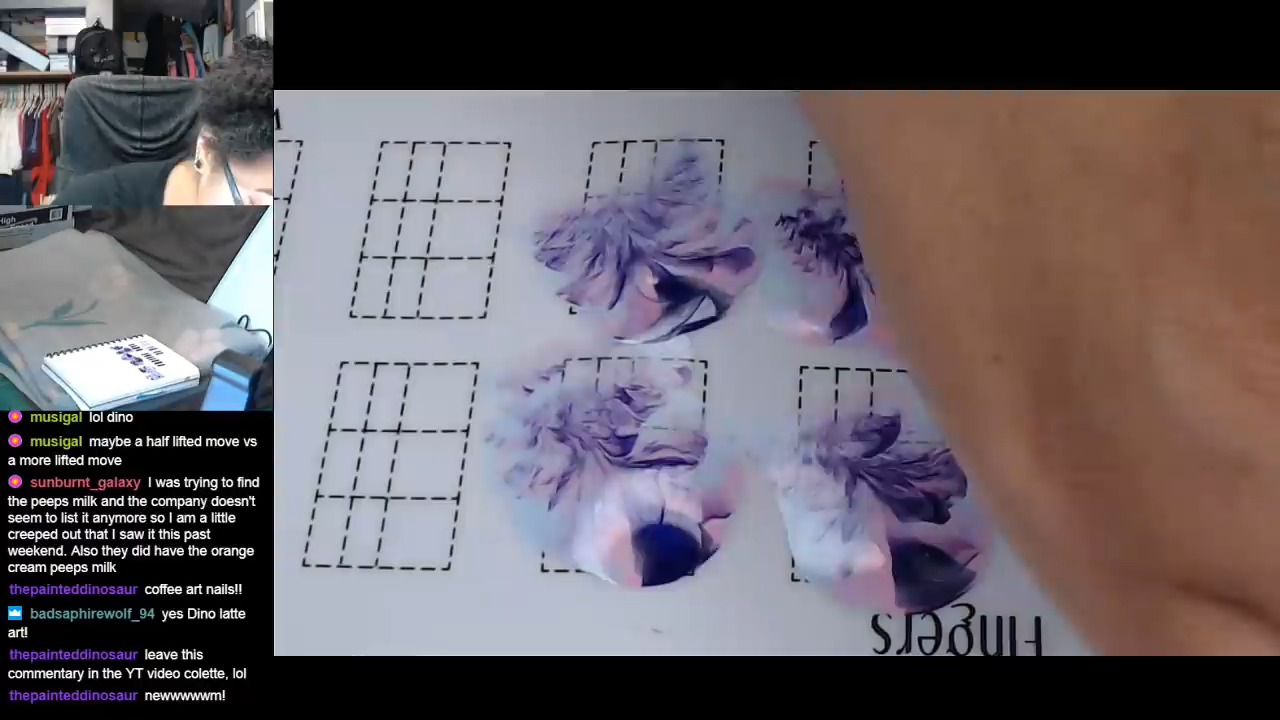 High
musigal lol dino
musigal maybe a half lifted move vs
a more lifted move
sunburnt_galaxy I was trying to find
the peeps milk and the company doesn't
seem to list it anymore so I am a little
creeped out that I saw it this past
weekend. Also they did have the orange
cream peeps milk
thepainteddinosaur coffee art nails!!
badsaphirewolf_94 yes Dino latte
art!
thepainteddinosaur leave this
commentary in the YT video colette, lol
thepainteddinosaur newwwwwm!
Fingers